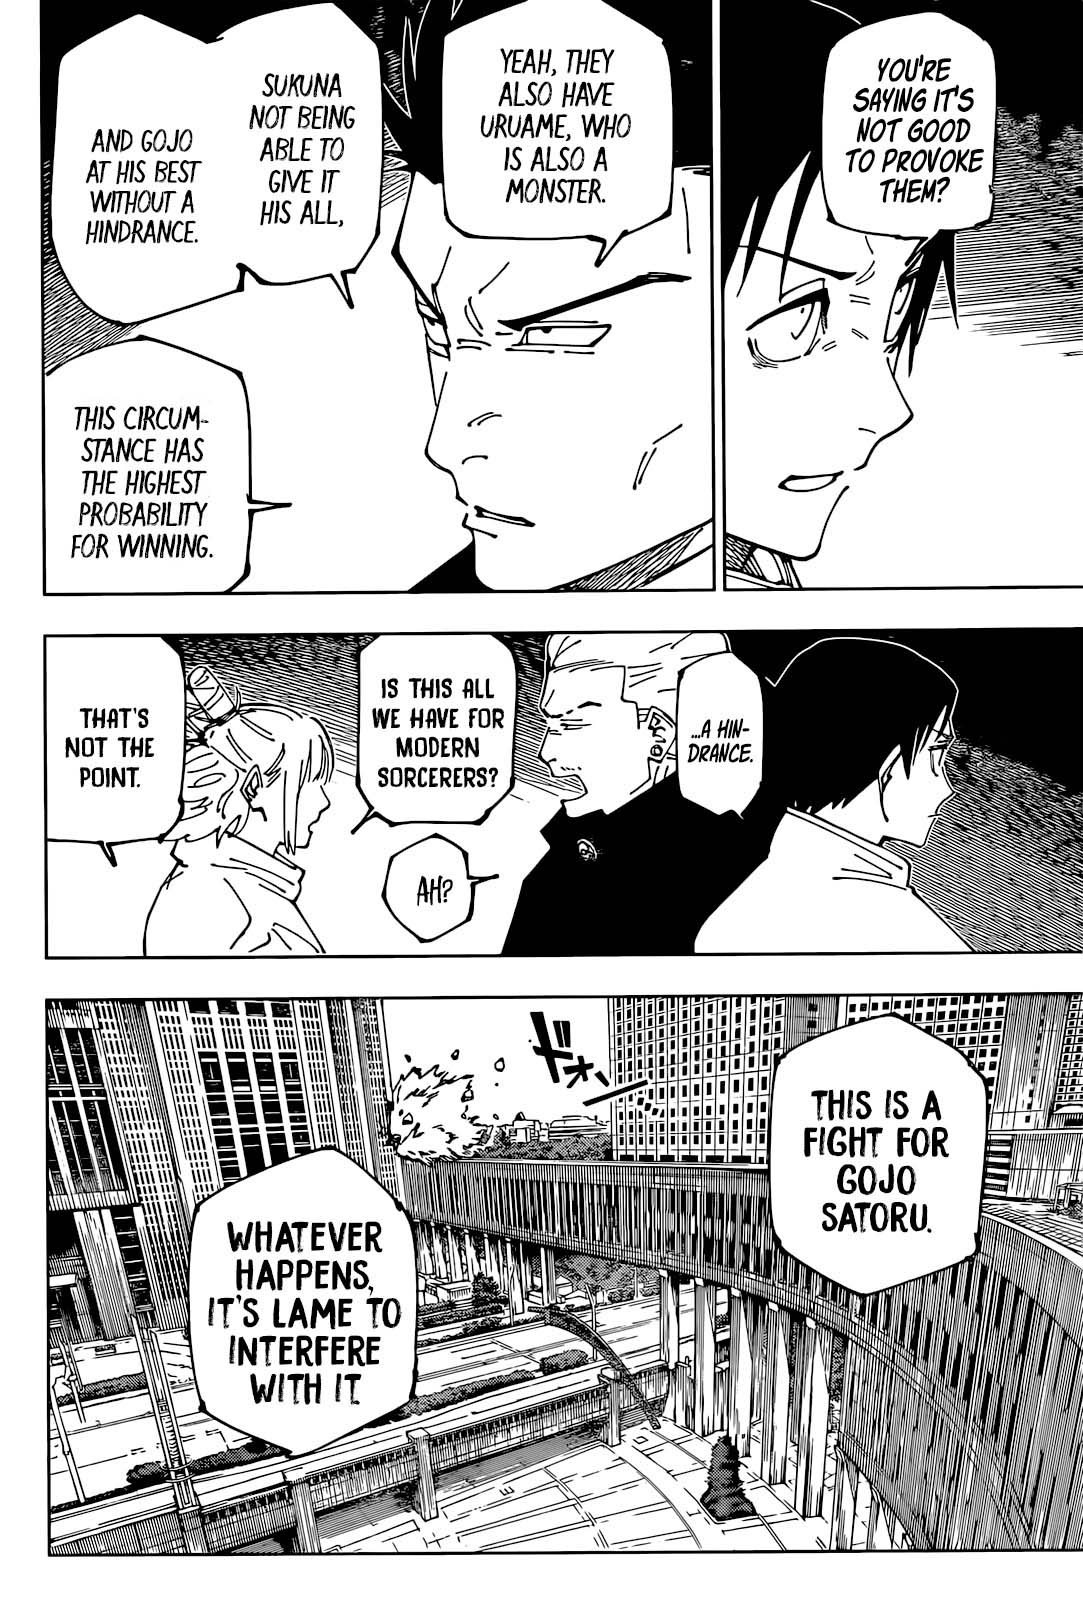 YOU'RE
SAYING IT'S
NOT GOOD
TO PROVOKE
THEM?
YEAH, THEY
ALSO HAVE
URUAME, WHO
IS ALSO A
MONSTER.
SUKUNA
NOT BEING
ABLE TO
GIVE IT
HIS ALL,
AND GOJO
AT HIS BEST
WITHOUT A
HINDRANCE.
THIS CIRCUM-
STANCE HAS
THE HIGHEST
PROBABILITY
FOR WINNING.
...A HIN-
DRANCE.
IS THIS ALL
WE HAVE FOR
MODERN
SORCERERS?
AH?
THAT'S
NOT THE
POINT.
THIS IS A
FIGHT FOR
GOJO
SATORU.
ドォン
WHATEVER
HAPPENS,
IT'S LAME TO
INTERFERE
WITH IT.